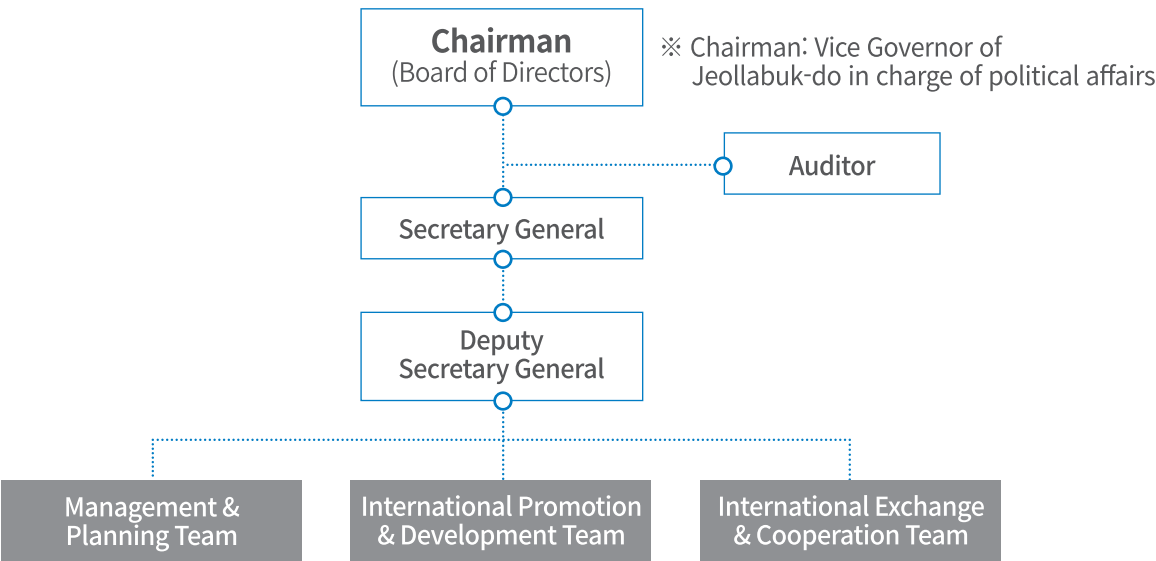 Chairman
(Board of Directors)
※ Chairman: Vice Governor of
Jeollabuk-do in charge of political affairs
Auditor
Secretary General
Deputy
Secretary General
Management &
Planning Team
International Promotion
& Development Team
International Exchange
& Cooperation Team